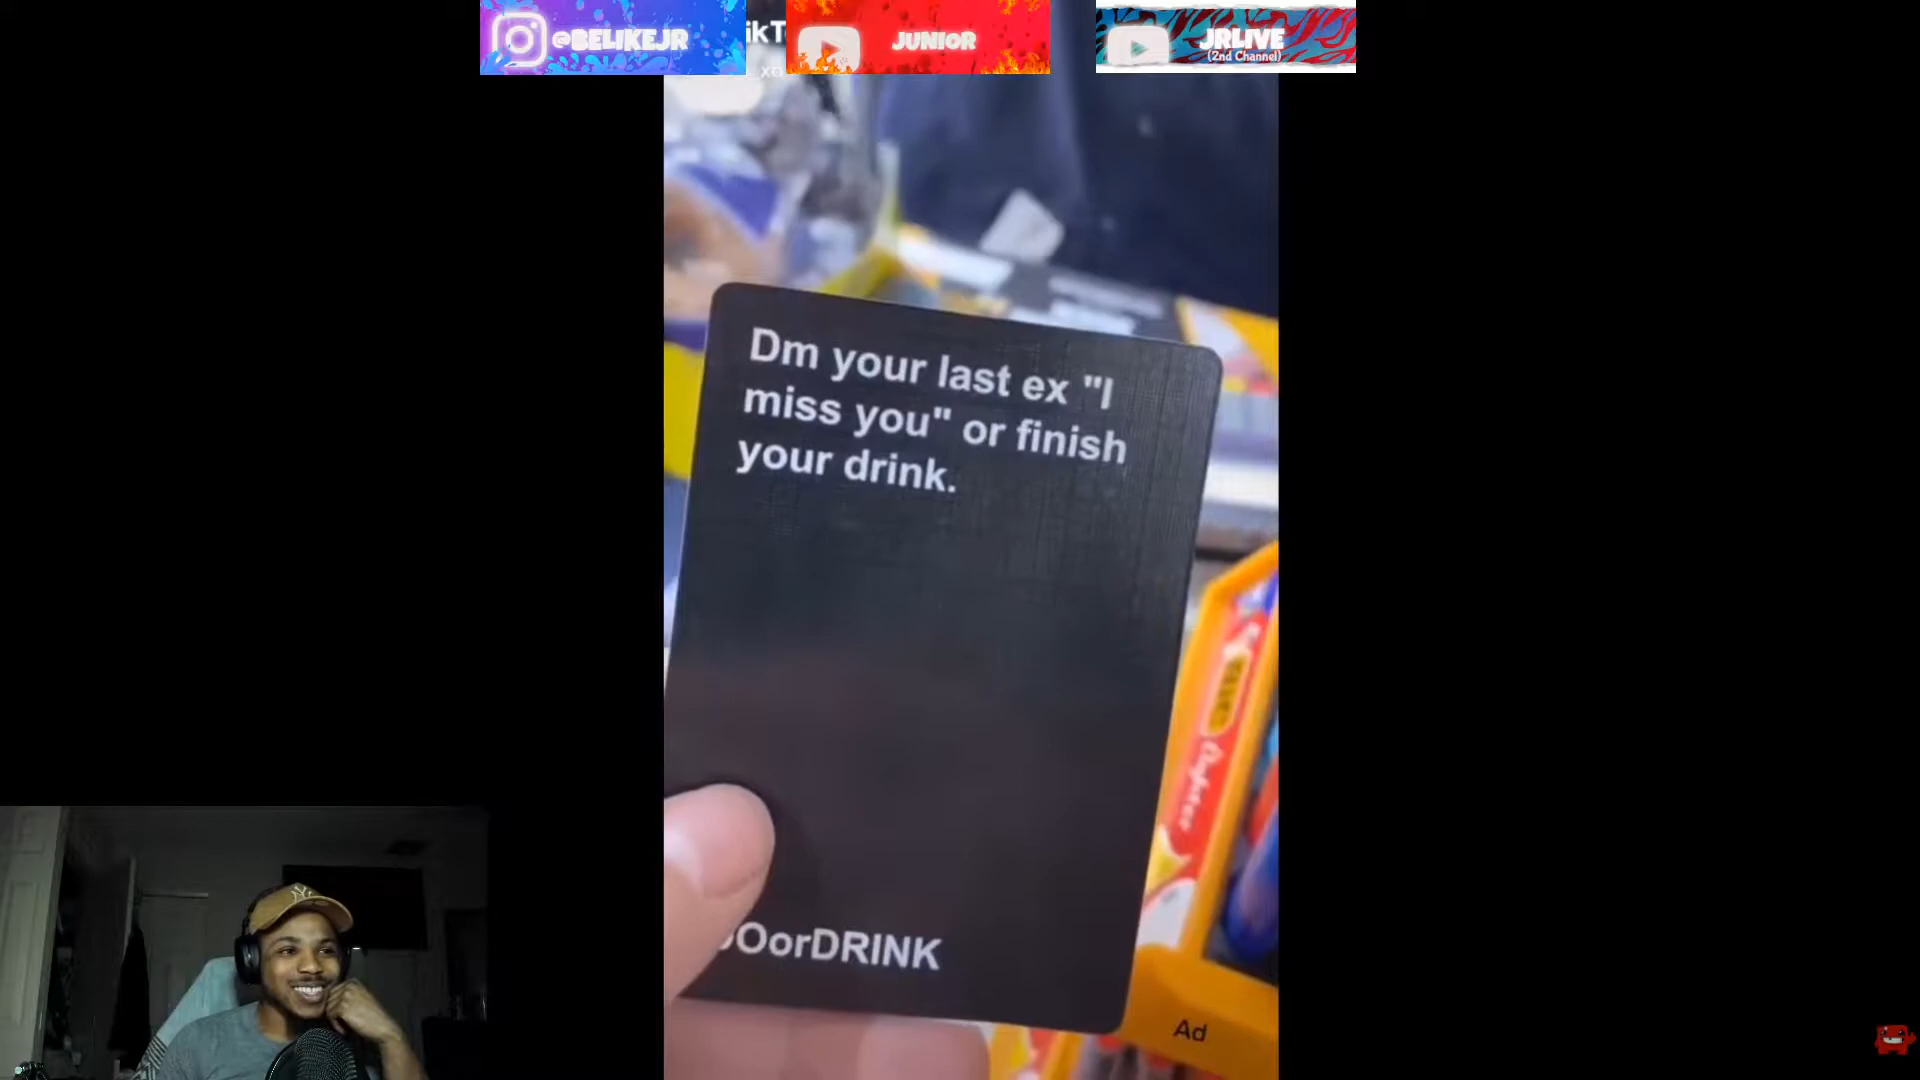 @BELIKEJR
JUNIOR
JRLIVE
(2nd Channel)
Dm your last ex "I
miss you" or finish
your drink.
OorDRINK
Ad